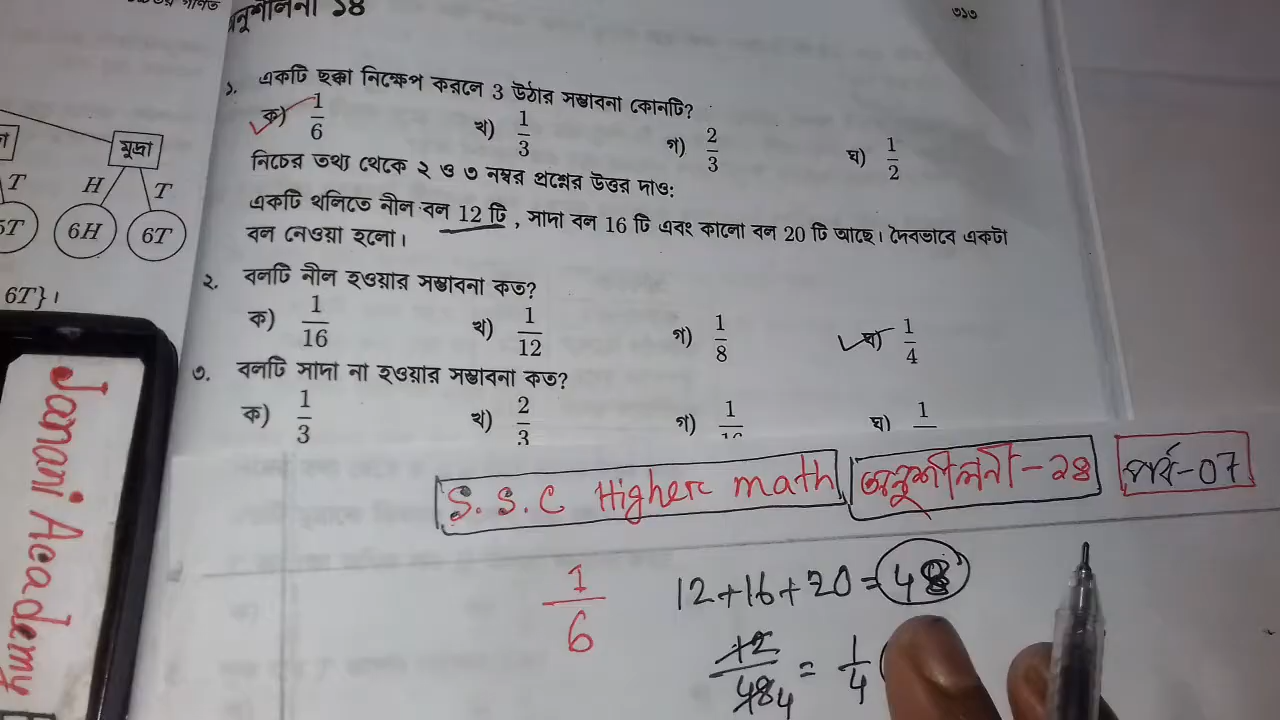 অনুশীলনী ১৪
৩১৩
১. একটি ছক্কা নিক্ষেপ করলে 3 উঠার সম্ভাবনা কোনটি?
ক) 1/6 খ) 1/3 গ) 2/3 ঘ) 1/2
নিচের তথ্য থেকে ২ ও ৩ নম্বর প্রশ্নের উত্তর দাও:
একটি থলিতে নীল বল 12 টি, সাদা বল 16 টি এবং কালো বল 20 টি আছে। দৈবভাবে একটা
বল নেওয়া হলো।
২. বলটি নীল হওয়ার সম্ভাবনা কত?
ক) 1/16 খ) 1/12 গ) 1/8 ঘ) 1/4
৩. বলটি সাদা না হওয়ার সম্ভাবনা কত?
ক) 1/3 খ) 2/3 গ) 1 ঘ) 1
মুদ্রা
T H T
5T 6H 6T
6T}।
Janani Academy
S. S. C Higher math অনুশীলনী-১৪ পর্ব-07
1/6
12+16+20=48
12/48 4 = 1/4